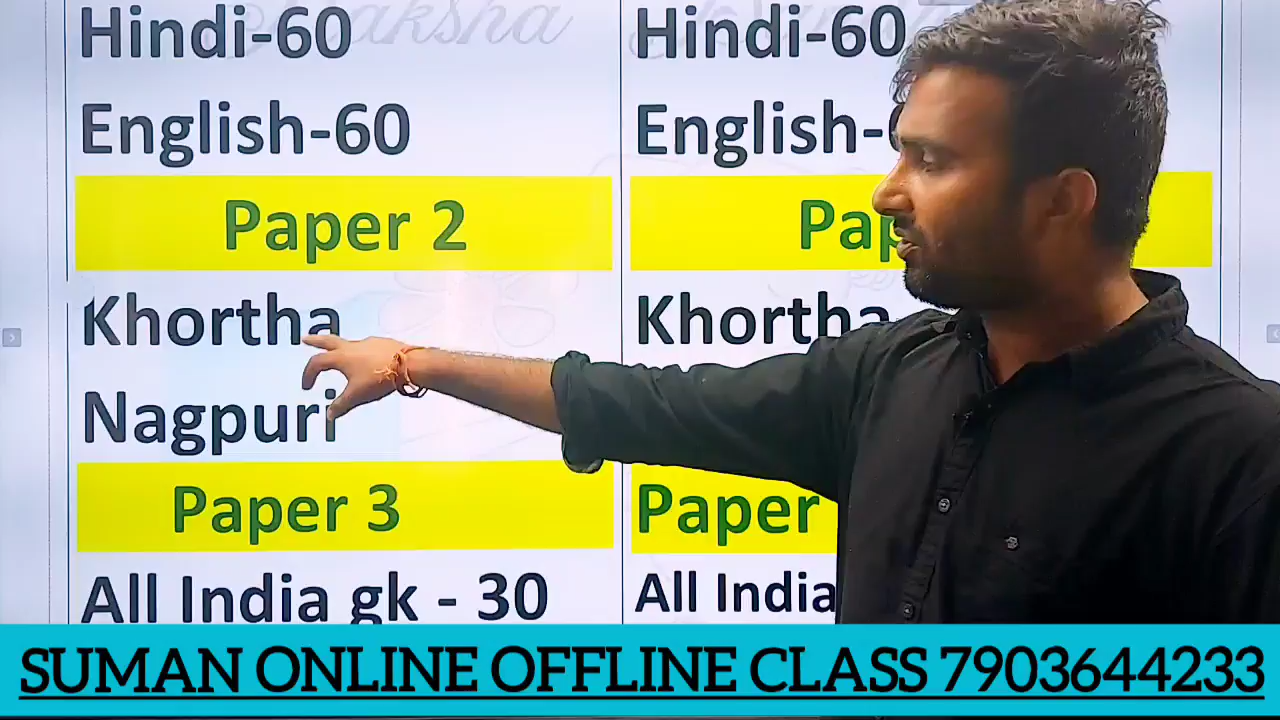 Hindi-60
English-60
Paper 2
Khortha
Nagpuri
Paper 3
All India gk - 30
Hindi-60
English-
Khortha
Paper
All India
SUMAN ONLINE OFFLINE CLASS 7903644233